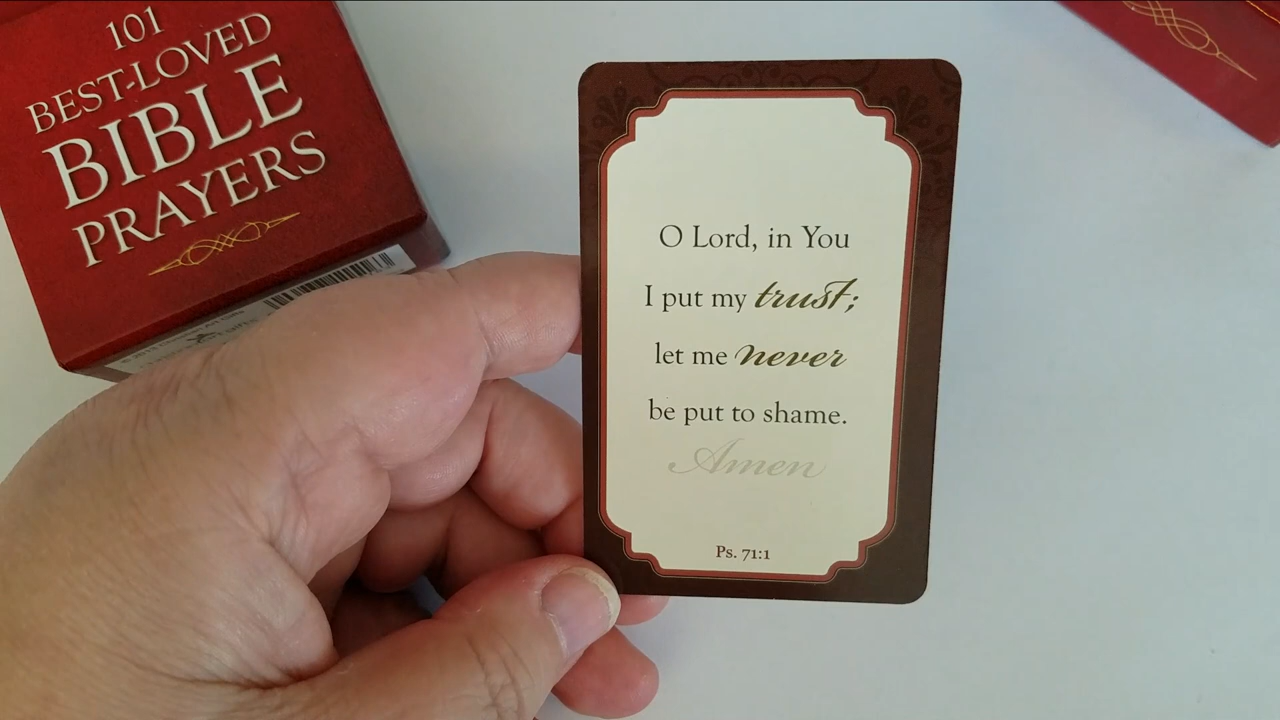 101
BEST-LOVED
BIBLE
PRAYERS
O Lord, in You
I put my trust;
let me never
be put to shame.
Amen
Ps. 71:1